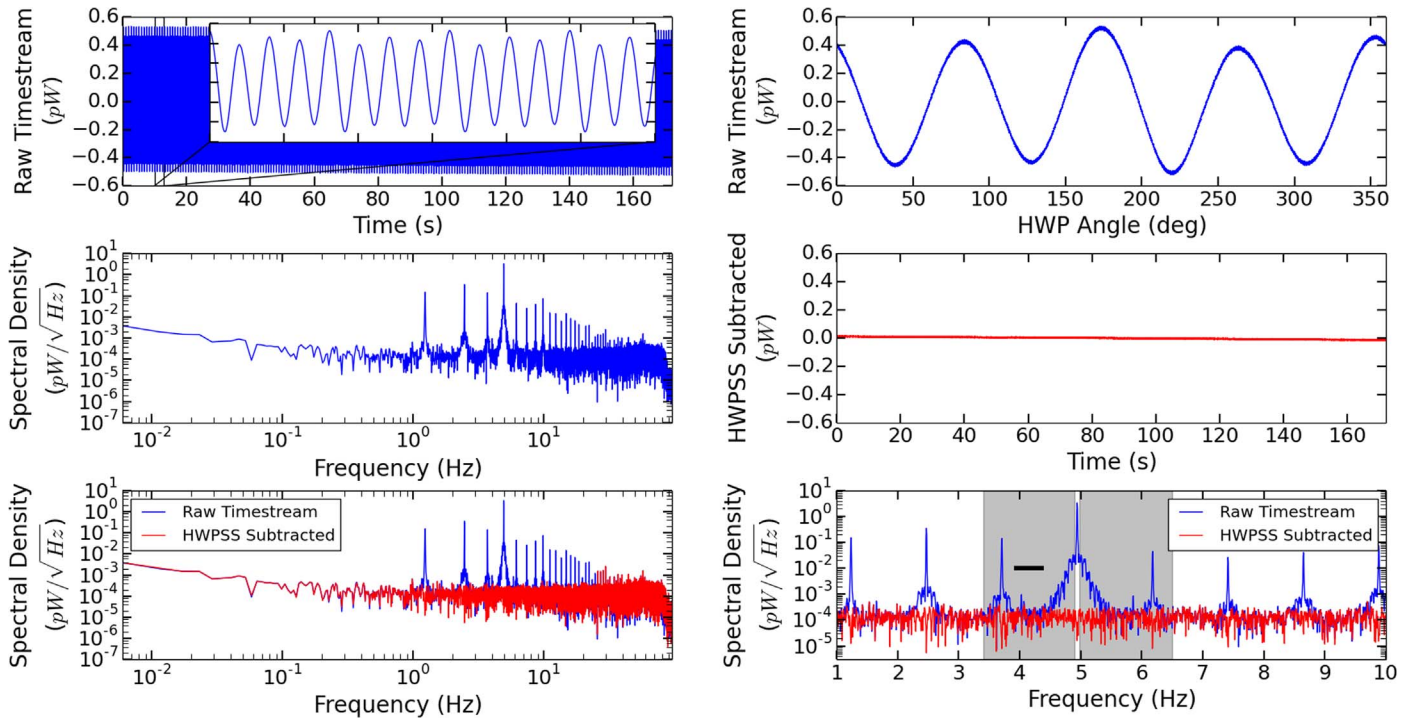 Raw Timestream
(pW)
0.6
0.4
0.2
0.0
−0.2
−0.4
−0.6
0 20 40 60 80 100 120 140 160
Time (s)
Raw Timestream
(pW)
0.6
0.4
0.2
0.0
−0.2
−0.4
−0.6
0 50 100 150 200 250 300 350
HWP Angle (deg)
Spectral Density
(pW/√Hz)
10^1
10^0
10^-1
10^-2
10^-3
10^-4
10^-5
10^-6
10^-7
10^-2 10^-1 10^0 10^1
Frequency (Hz)
HWPSS Subtracted
(pW)
0.6
0.4
0.2
0.0
−0.2
−0.4
−0.6
0 20 40 60 80 100 120 140 160
Time (s)
Spectral Density
(pW/√Hz)
10^1
10^0
10^-1
10^-2
10^-3
10^-4
10^-5
10^-6
10^-7
Raw Timestream
HWPSS Subtracted
10^-2 10^-1 10^0 10^1
Frequency (Hz)
Spectral Density
(pW/√Hz)
10^1
10^0
10^-1
10^-2
10^-3
10^-4
10^-5
Raw Timestream
HWPSS Subtracted
1 2 3 4 5 6 7 8 9 10
Frequency (Hz)